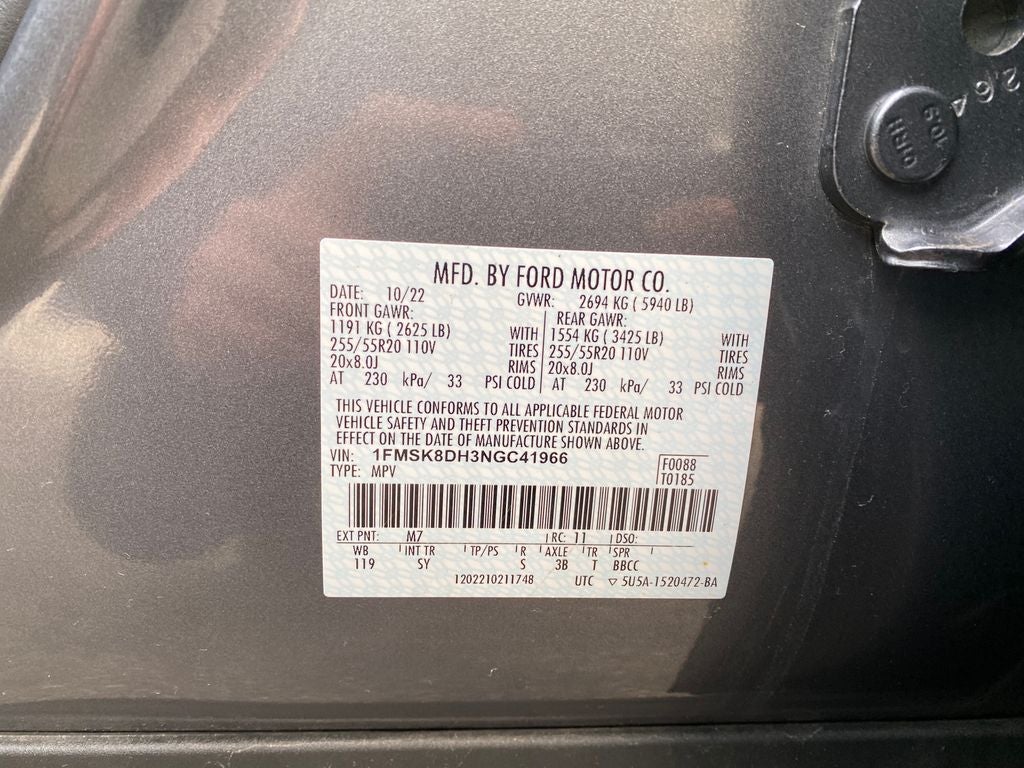 264
10.9
RIH
MFD. BY FORD MOTOR CO.
DATE: 10/22 GVWR: 2694 KG ( 5940 LB)
FRONT GAWR: REAR GAWR:
1191 KG ( 2625 LB) WITH 1554 KG ( 3425 LB) WITH
255/55R20 110V TIRES 255/55R20 110V TIRES
20x8.0J RIMS 20x8.0J RIMS
AT 230 kPa/ 33 PSI COLD AT 230 kPa/ 33 PSI COLD
THIS VEHICLE CONFORMS TO ALL APPLICABLE FEDERAL MOTOR
VEHICLE SAFETY AND THEFT PREVENTION STANDARDS IN
EFFECT ON THE DATE OF MANUFACTURE SHOWN ABOVE.
VIN: 1FMSK8DH3NGC41966
TYPE: MPV F0088
T0185
EXT PNT: M7 RC: 11 DSO:
WB INT TR TP/PS R AXLE TR SPR
119 SY S 3B T BBCC
1202210211748 UTC ▽ 5U5A-1520472-BA